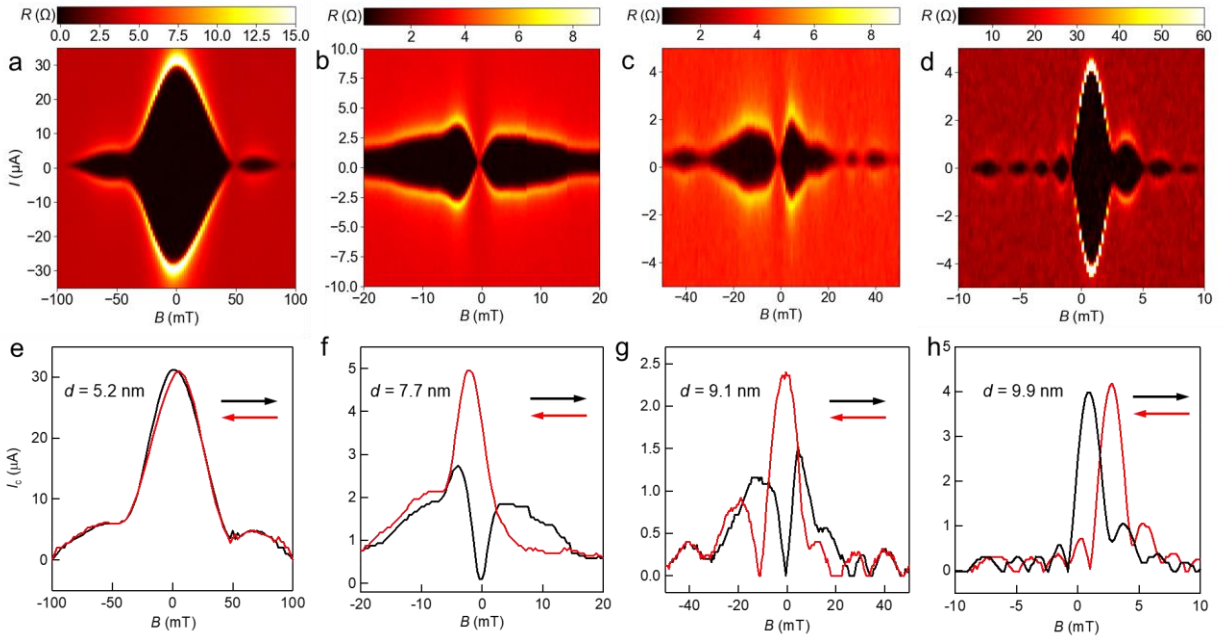 R (Ω) 0.0 2.5 5.0 7.5 10.0 12.5 15.0
R (Ω) 2 4 6 8
R (Ω) 2 4 6 8
R (Ω) 10 20 30 40 50 60
a
30
20
10
0
−10
−20
−30
I (μA)
−100 −50 0 50 100
B (mT)
b
10.0
7.5
5.0
2.5
0.0
−2.5
−5.0
−7.5
−10.0
−20 −10 0 10 20
B (mT)
c
4
2
0
−2
−4
−40 −20 0 20 40
B (mT)
d
4
2
0
−2
−4
−10 −5 0 5 10
B (mT)
e
d = 5.2 nm
30
20
10
0
Ic (μA)
-100 -50 0 50 100
B (mT)
f
d = 7.7 nm
5
4
3
2
1
0
-20 -10 0 10 20
B (mT)
g
d = 9.1 nm
2.5
2.0
1.5
1.0
0.5
0.0
-40 -20 0 20 40
B (mT)
h
d = 9.9 nm
5
4
3
2
1
0
-10 -5 0 5 10
B (mT)